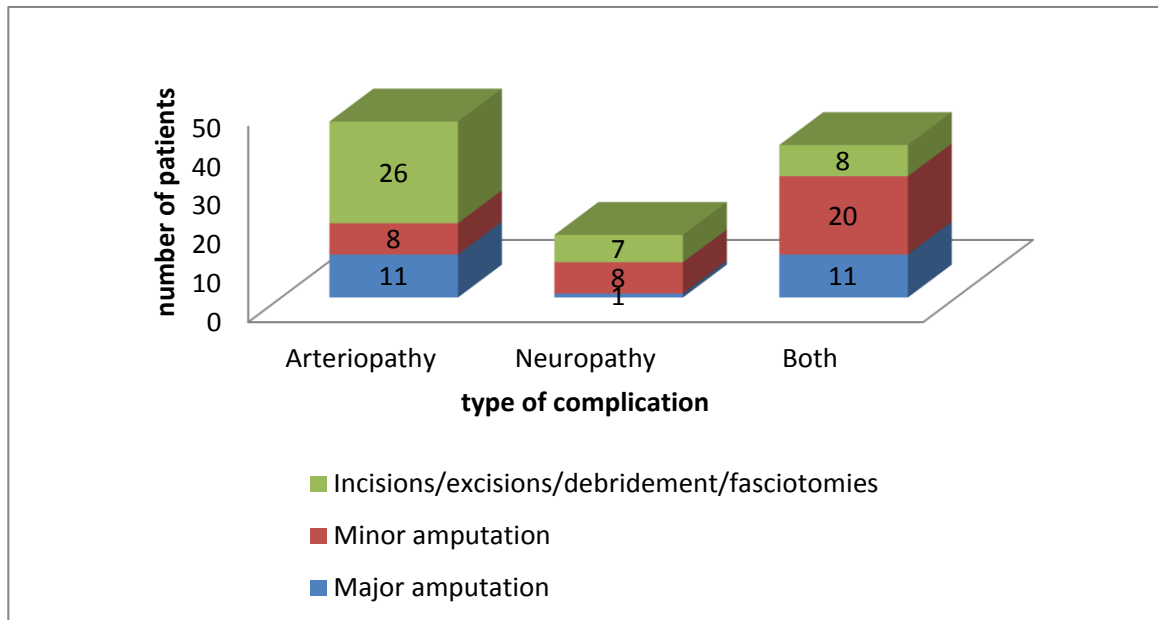 number of patients
50
40
30
20
10
0
26
8
11
7
8
1
8
20
11
Arteriopathy Neuropathy Both
type of complication
Incisions/excisions/debridement/fasciotomies
Minor amputation
Major amputation